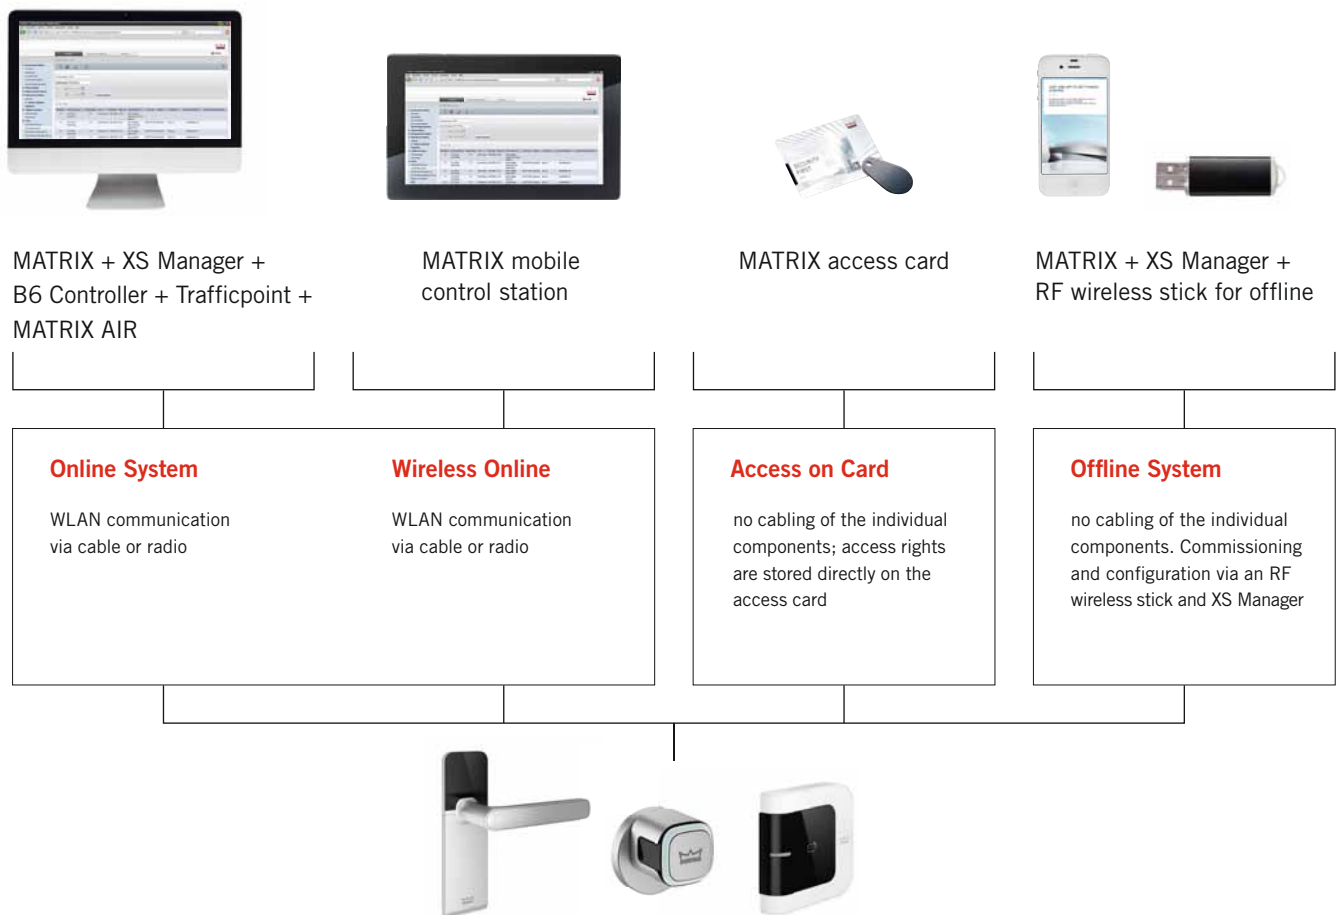 SECURITY
FIRST
MATRIX + XS Manager +
B6 Controller + Trafficpoint +
MATRIX AIR
MATRIX mobile
control station
MATRIX access card
MATRIX + XS Manager +
RF wireless stick for offline
Online System
WLAN communication
via cable or radio
Wireless Online
WLAN communication
via cable or radio
Access on Card
no cabling of the individual
components; access rights
are stored directly on the
access card
Offline System
no cabling of the individual
components. Commissioning
and configuration via an RF
wireless stick and XS Manager